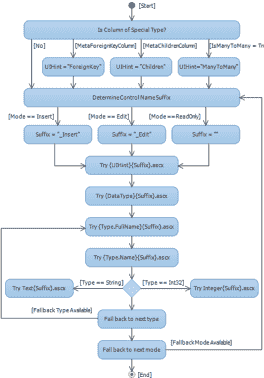 [Start]
Is Column of Special Type?
[No]
[MetaForeignKeyColumn]
[MetaChildrenColumn]
[IsManyToMany = Tr
UIHint = "ForeignKey"
UIHint = "Children"
UIHint="ManyToMany"
Determine Control Name Suffix
[Mode == Insert]
[Mode == Edit]
[Mode == ReadOnly]
Suffix = "_Insert"
Suffix = "_Edit"
Suffix = ""
Try {UIHint}{Suffix}.ascx
Try {DataType}{Suffix}.ascx
Try {Type.FullName}{Suffix}.ascx
Try {Type.Name}{Suffix}.ascx
[Type == String]
[Type == Int32]
Try Text{Suffix}.ascx
Try Integer{Suffix}.ascx
[Fallback Type Available]
Fall back to next type
[Fallback Mode Available]
Fall back to next mode
[End]